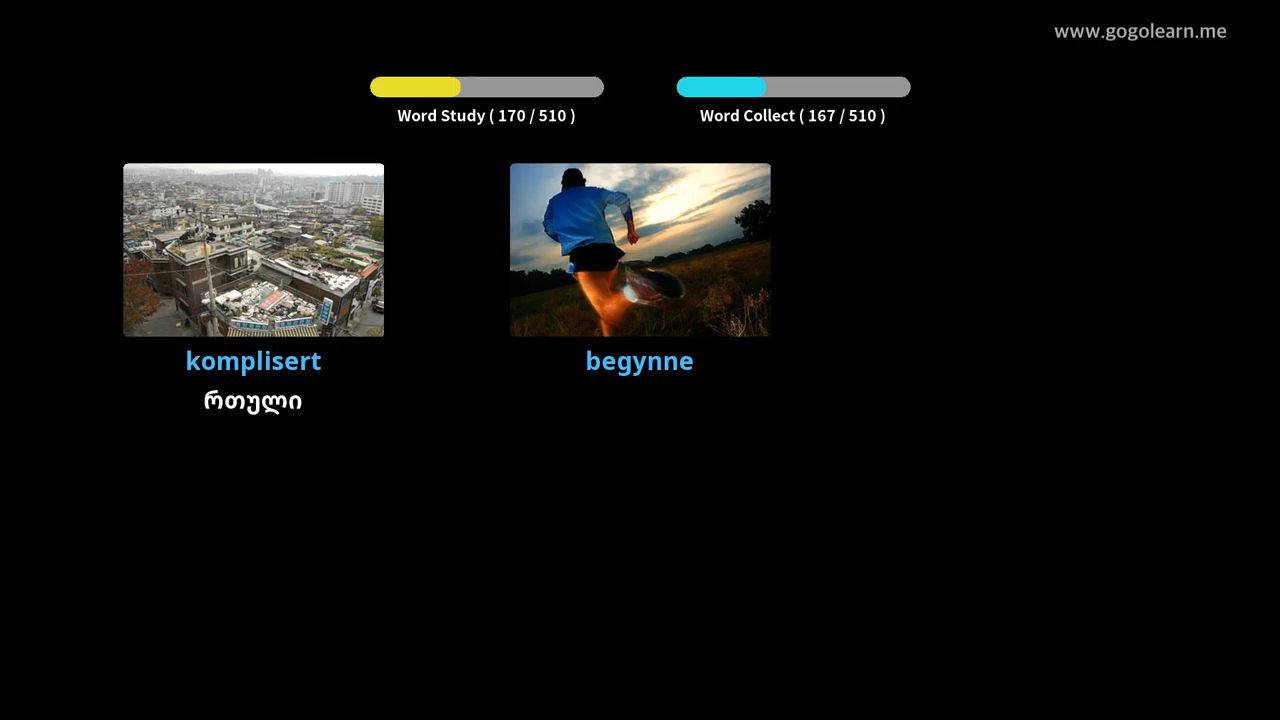 www.gogolearn.me
Word Study ( 170 / 510 )
Word Collect ( 167 / 510 )
komplisert
რთული
begynne